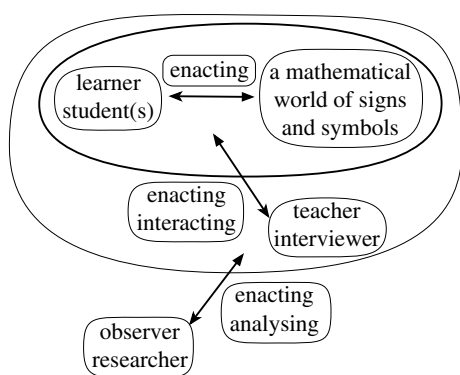 enacting
learner
student(s)
a mathematical
world of signs
and symbols
enacting
interacting
teacher
interviewer
enacting
analysing
observer
researcher